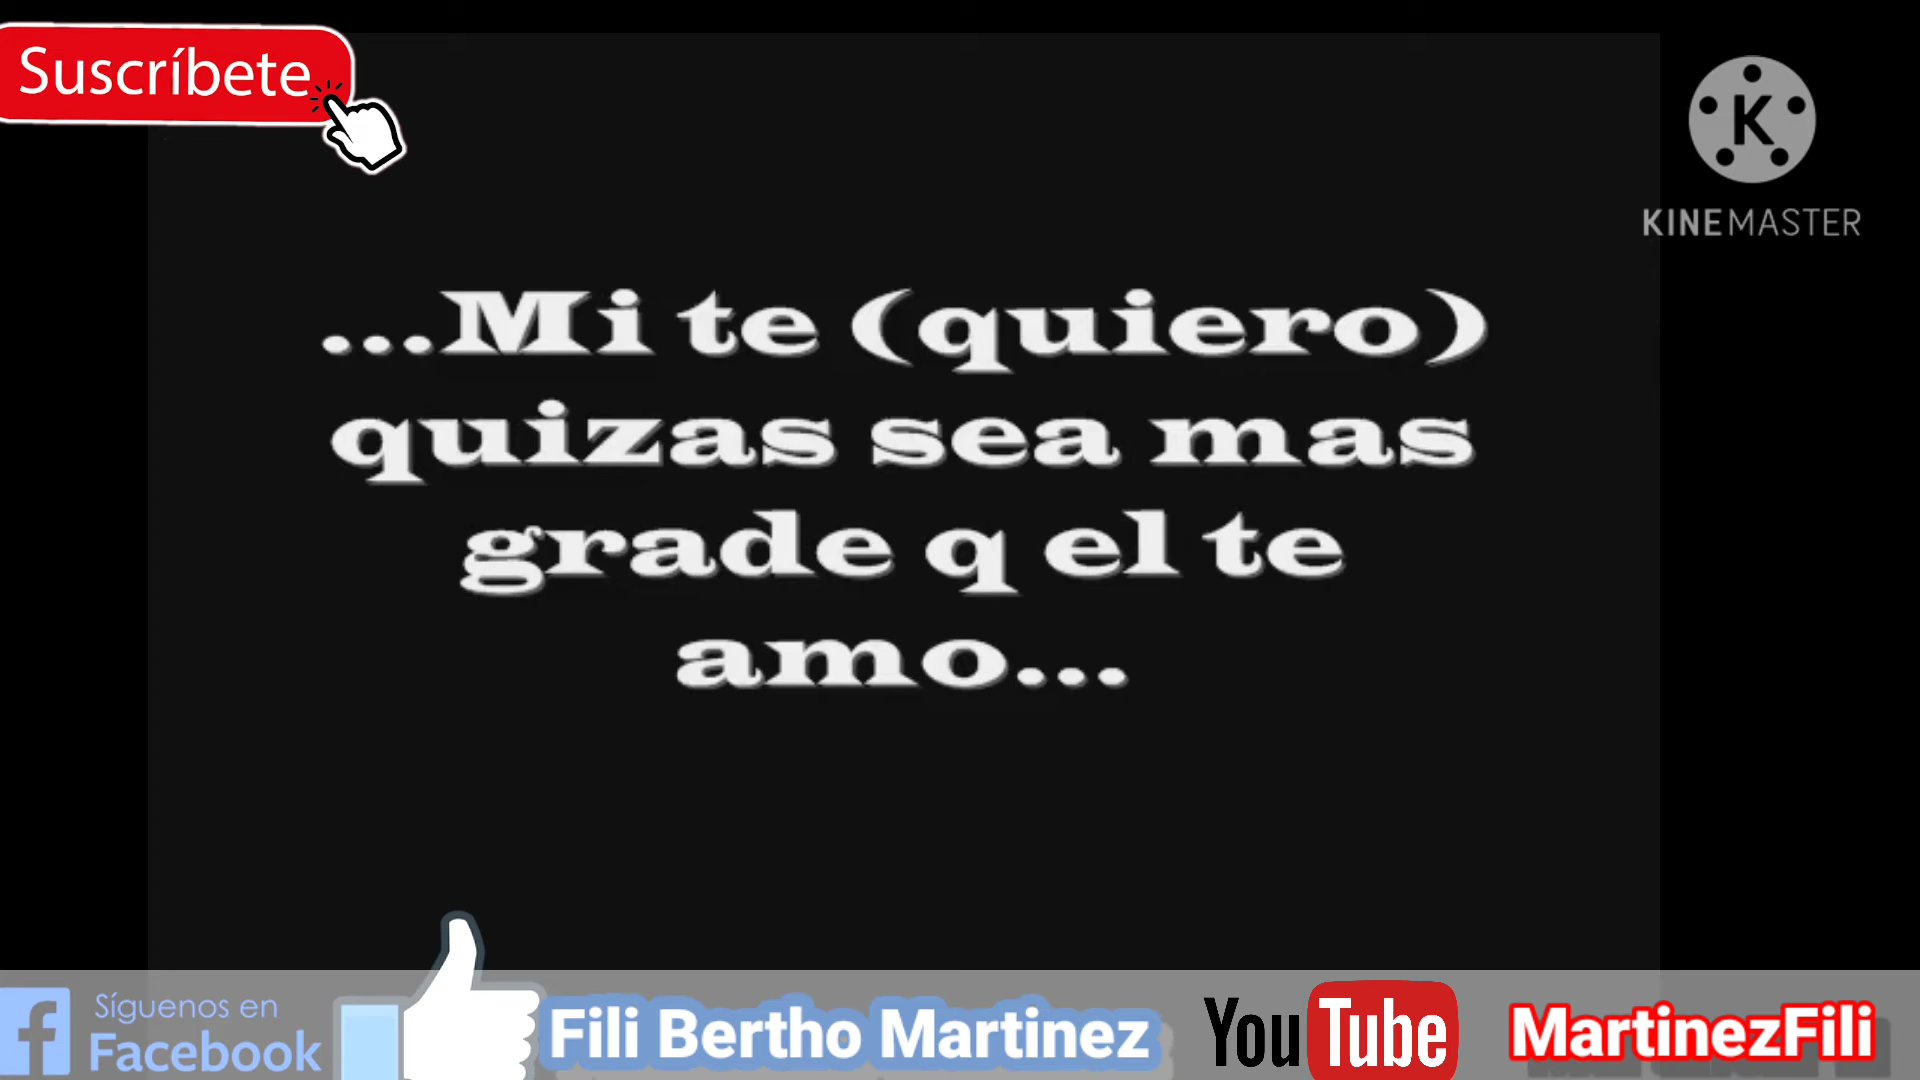 Suscríbete
K
KINEMASTER
...Mi te (quiero)
quizas sea mas
grade q el te
amo...
Síguenos en
Facebook
Fili Bertho Martinez
YouTube
MartinezFili